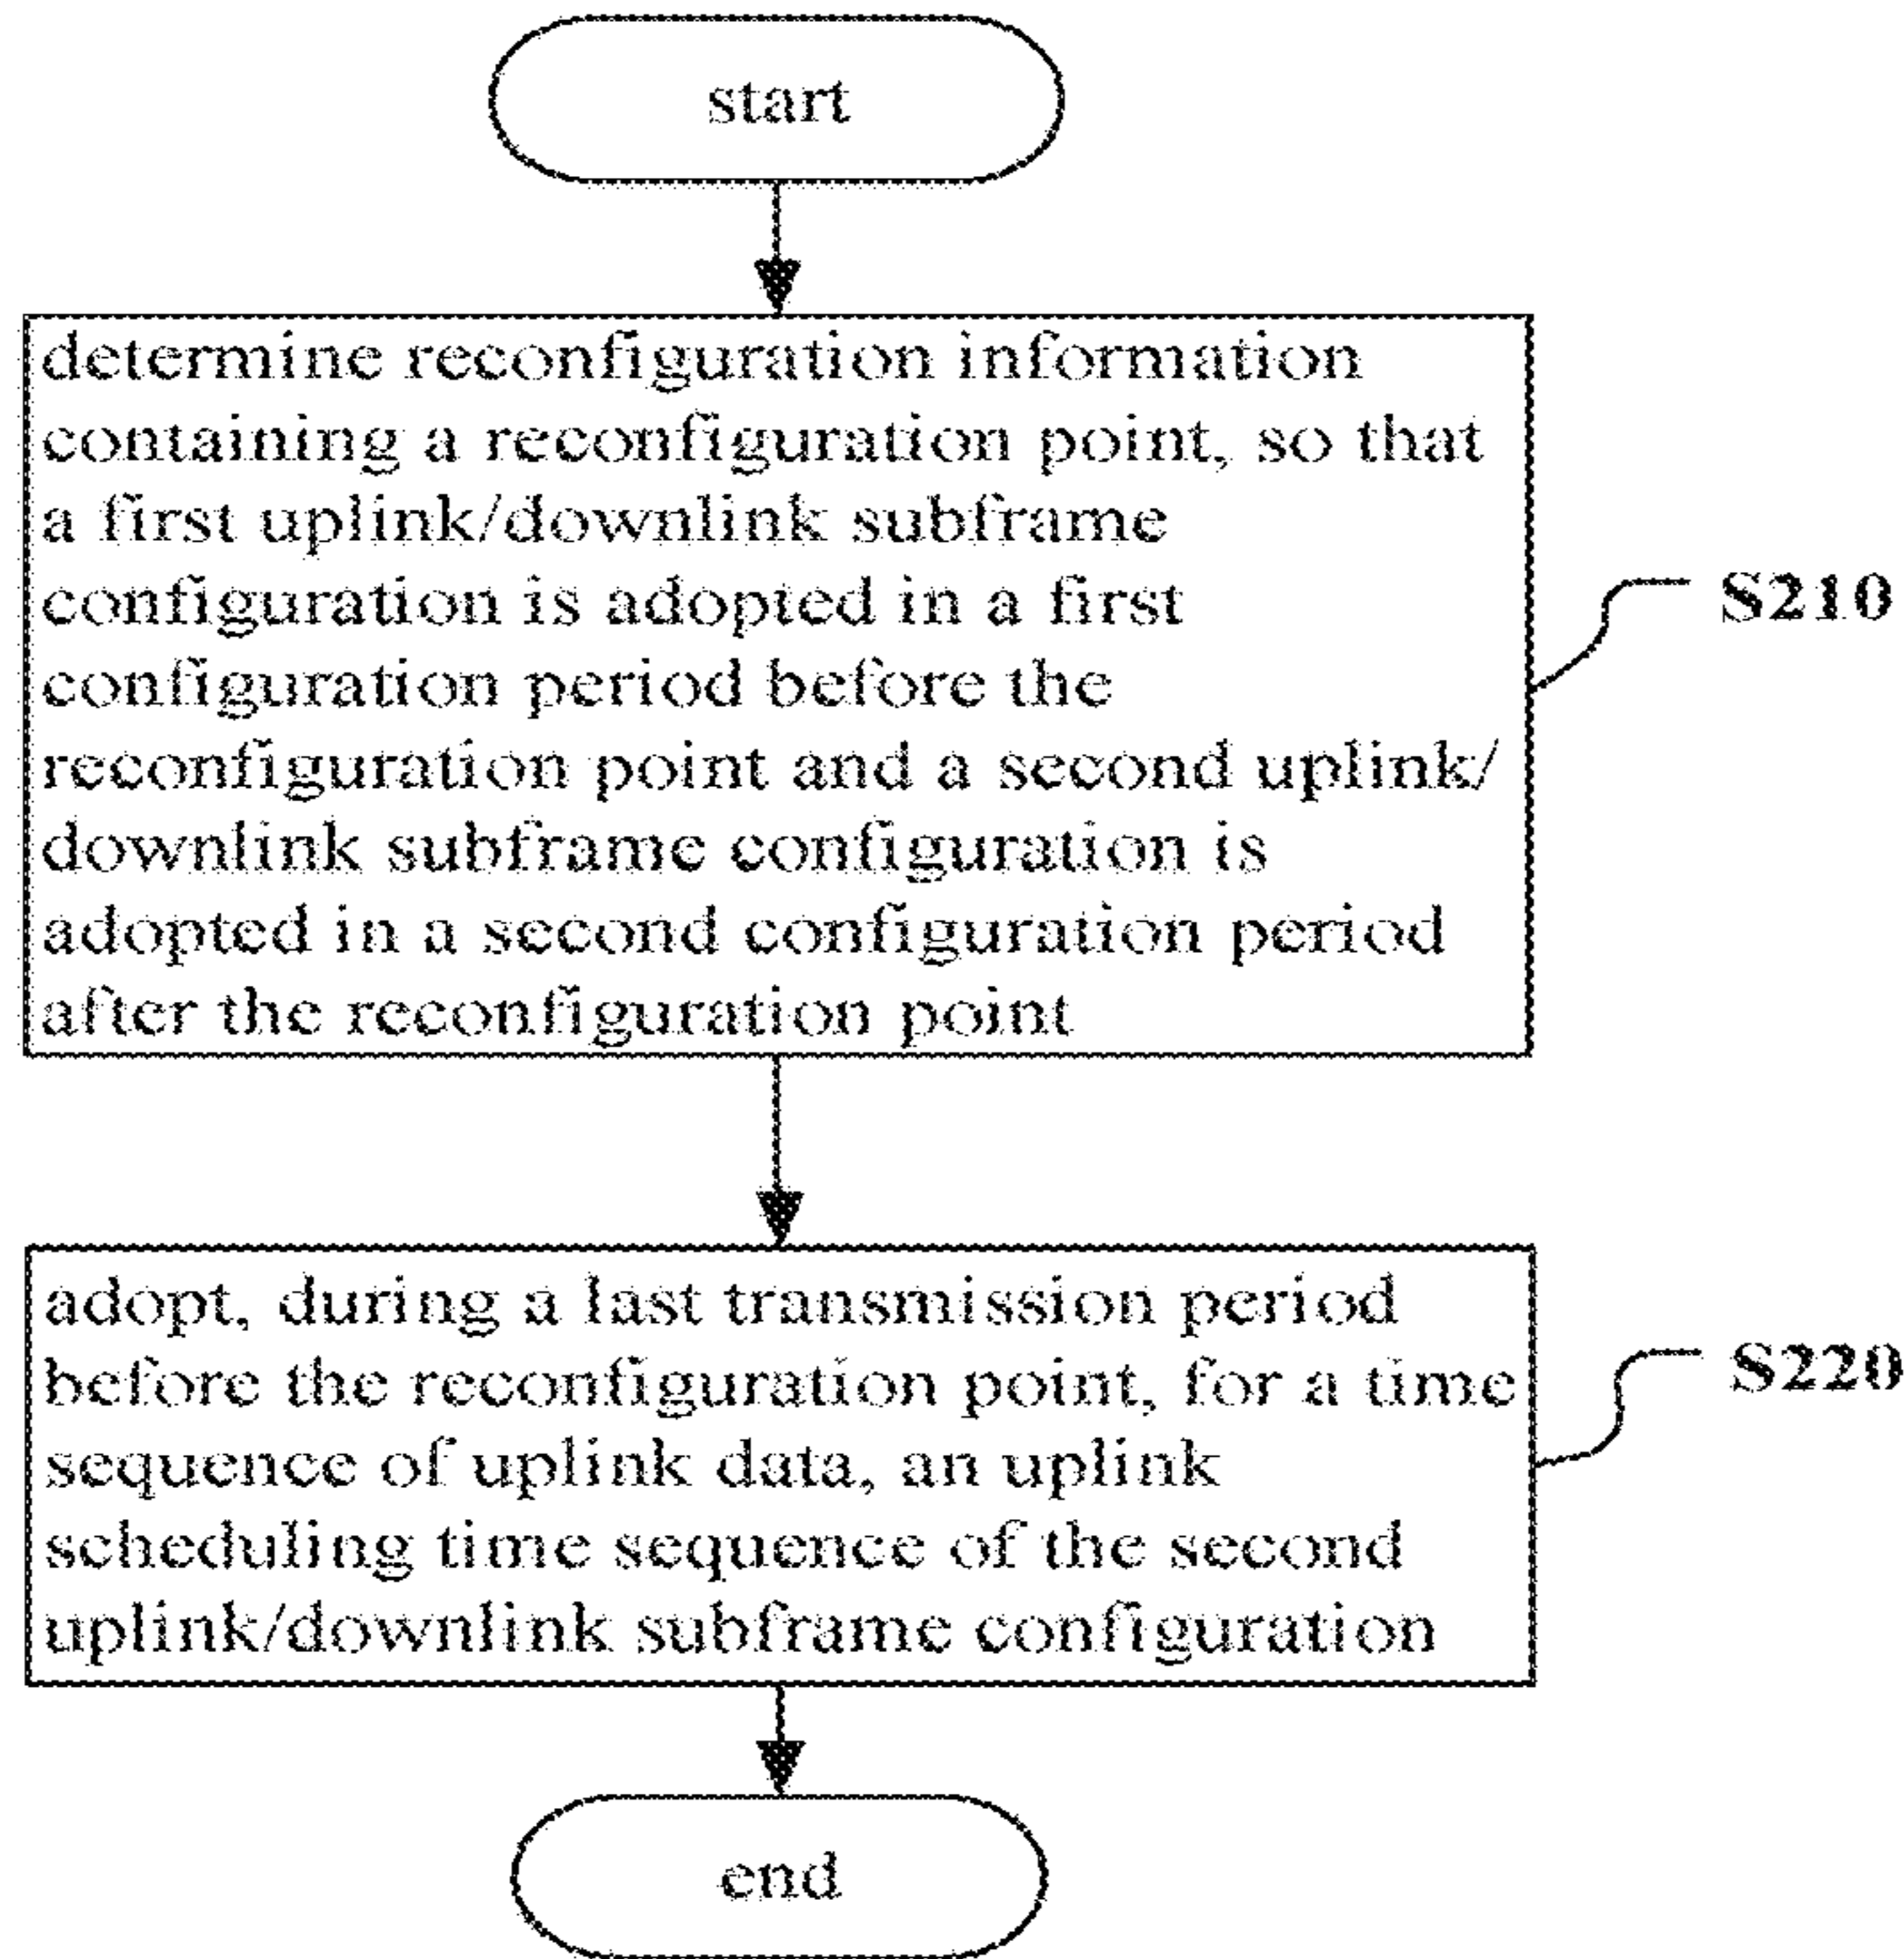 start
determine reconfiguration information
containing a reconfiguration point, so that
a first uplink/downlink subframe
configuration is adopted in a first
configuration period before the
reconfiguration point and a second uplink/
downlink subframe configuration is
adopted in a second configuration period
after the reconfiguration point
S210
adopt, during a last transmission period
before the reconfiguration point, for a time
sequence of uplink data, an uplink
scheduling time sequence of the second
uplink/downlink subframe configuration
S220
end